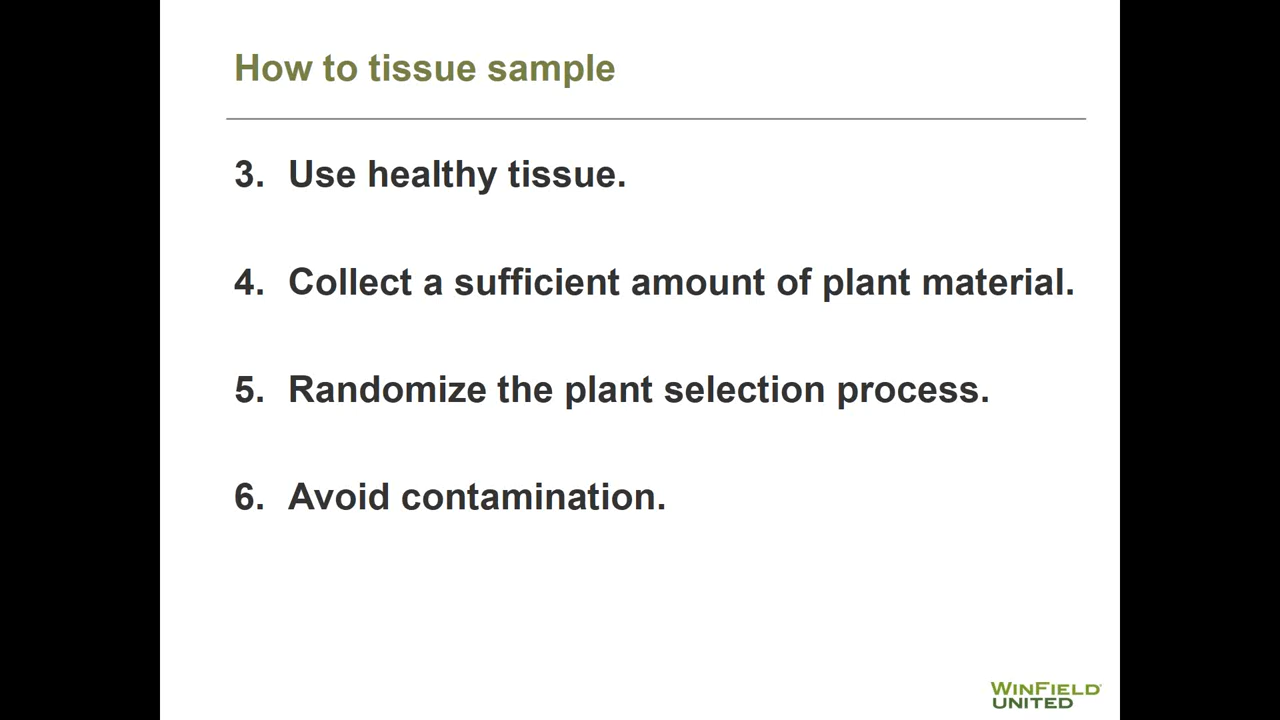 How to tissue sample
3. Use healthy tissue.
4. Collect a sufficient amount of plant material.
5. Randomize the plant selection process.
6. Avoid contamination.
WINFIELD
UNITED